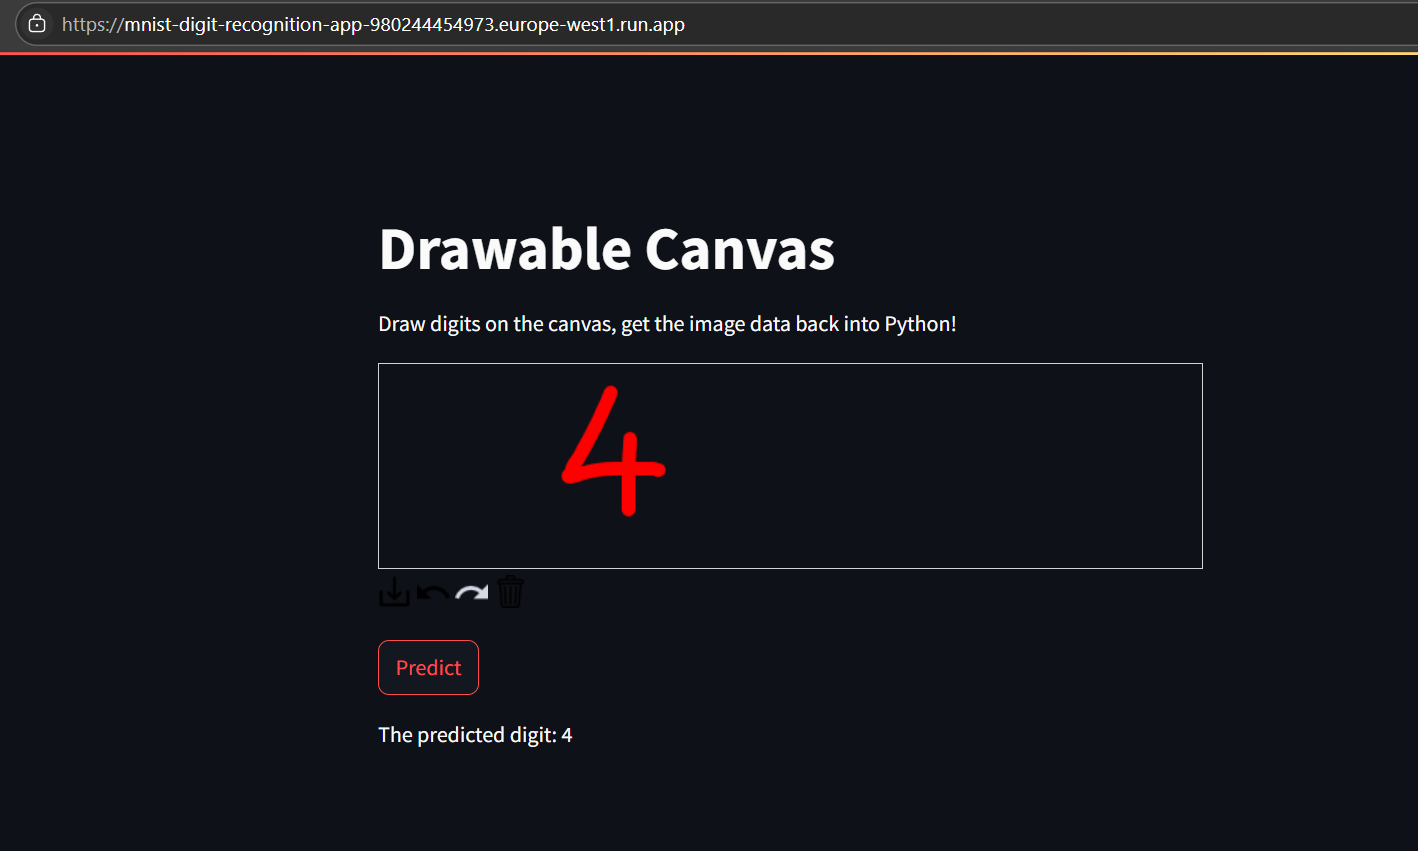 https://mnist-digit-recognition-app-980244454973.europe-west1.run.app
Drawable Canvas
Draw digits on the canvas, get the image data back into Python!
4
Predict
The predicted digit: 4